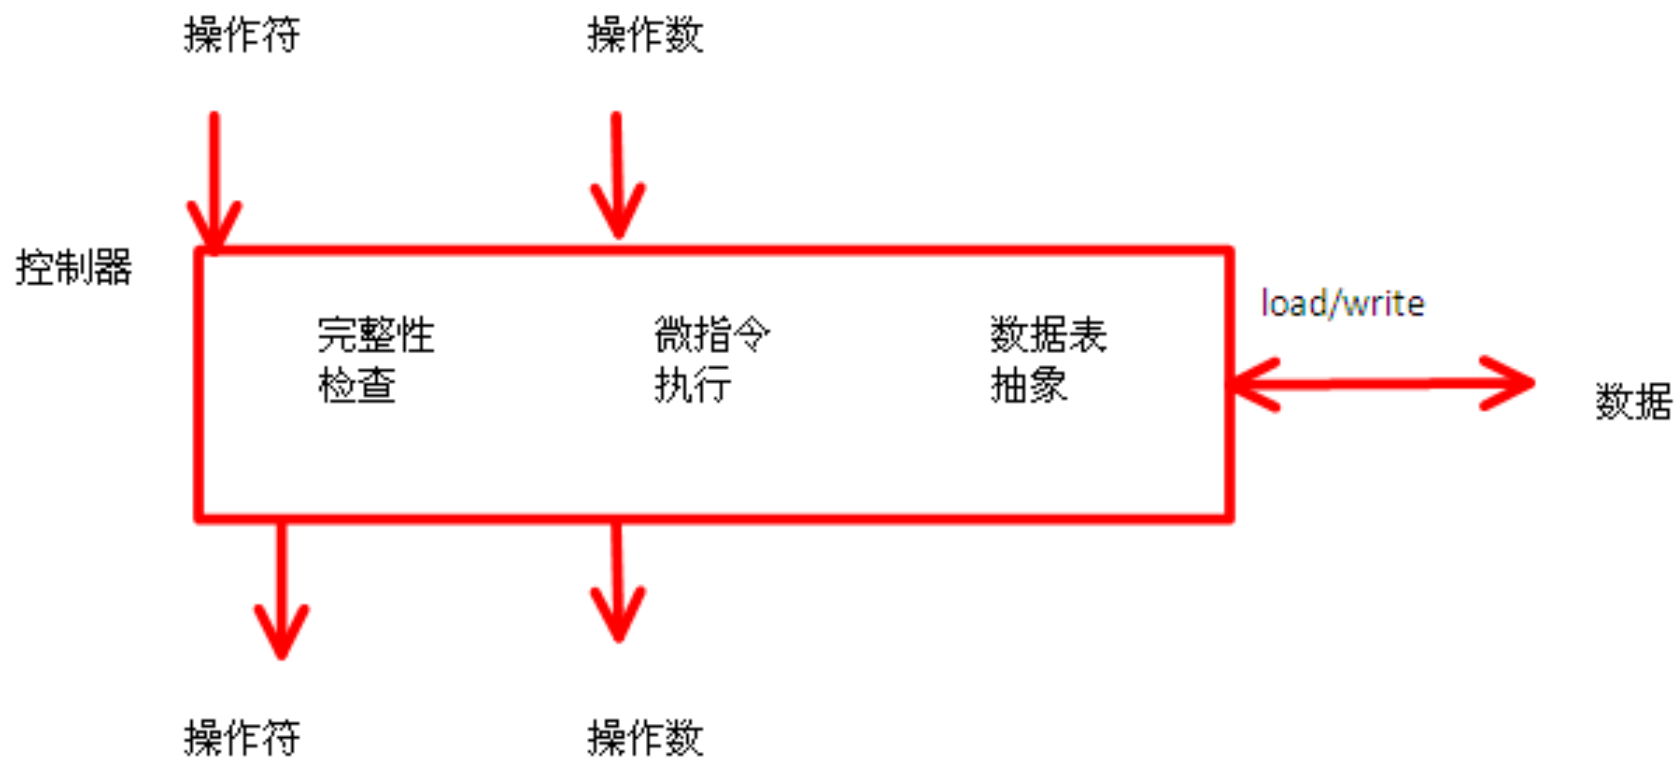 操作符
操作数
控制器
完整性
检查
微指令
执行
数据表
抽象
load/write
数据
操作符
操作数